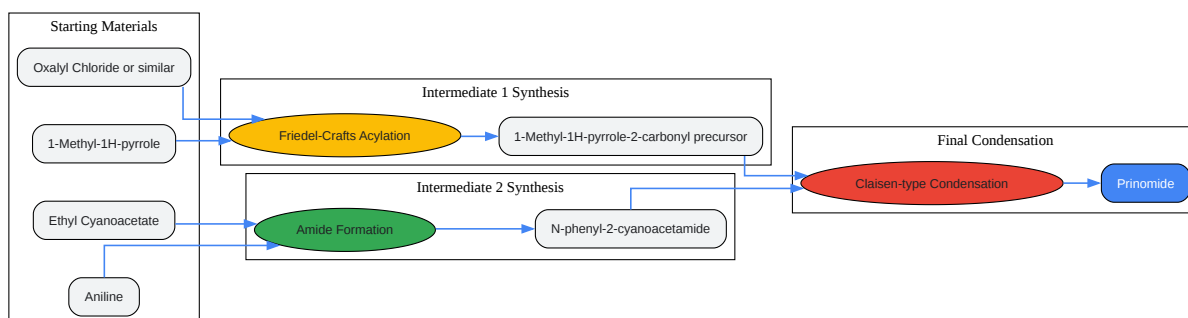 Starting Materials
Oxalyl Chloride or similar
1-Methyl-1H-pyrrole
Ethyl Cyanoacetate
Aniline
Intermediate 1 Synthesis
Friedel-Crafts Acylation
1-Methyl-1H-pyrrole-2-carbonyl precursor
Intermediate 2 Synthesis
Amide Formation
N-phenyl-2-cyanoacetamide
Final Condensation
Claisen-type Condensation
Prinomide